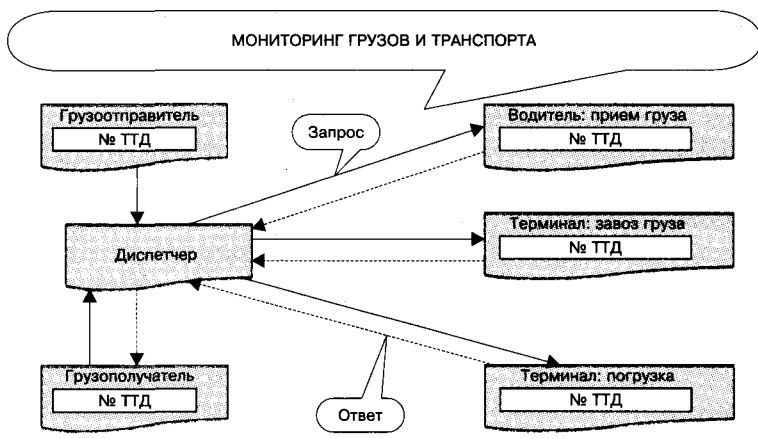 МОНИТОРИНГ ГРУЗОВ И ТРАНСПОРТА
Грузоотправитель
№ ТТД
Запрос
Водитель: прием груза
№ ТТД
Диспетчер
Терминал: завоз груза
№ ТТД
Грузополучатель
№ ТТД
Ответ
Терминал: погрузка
№ ТТД